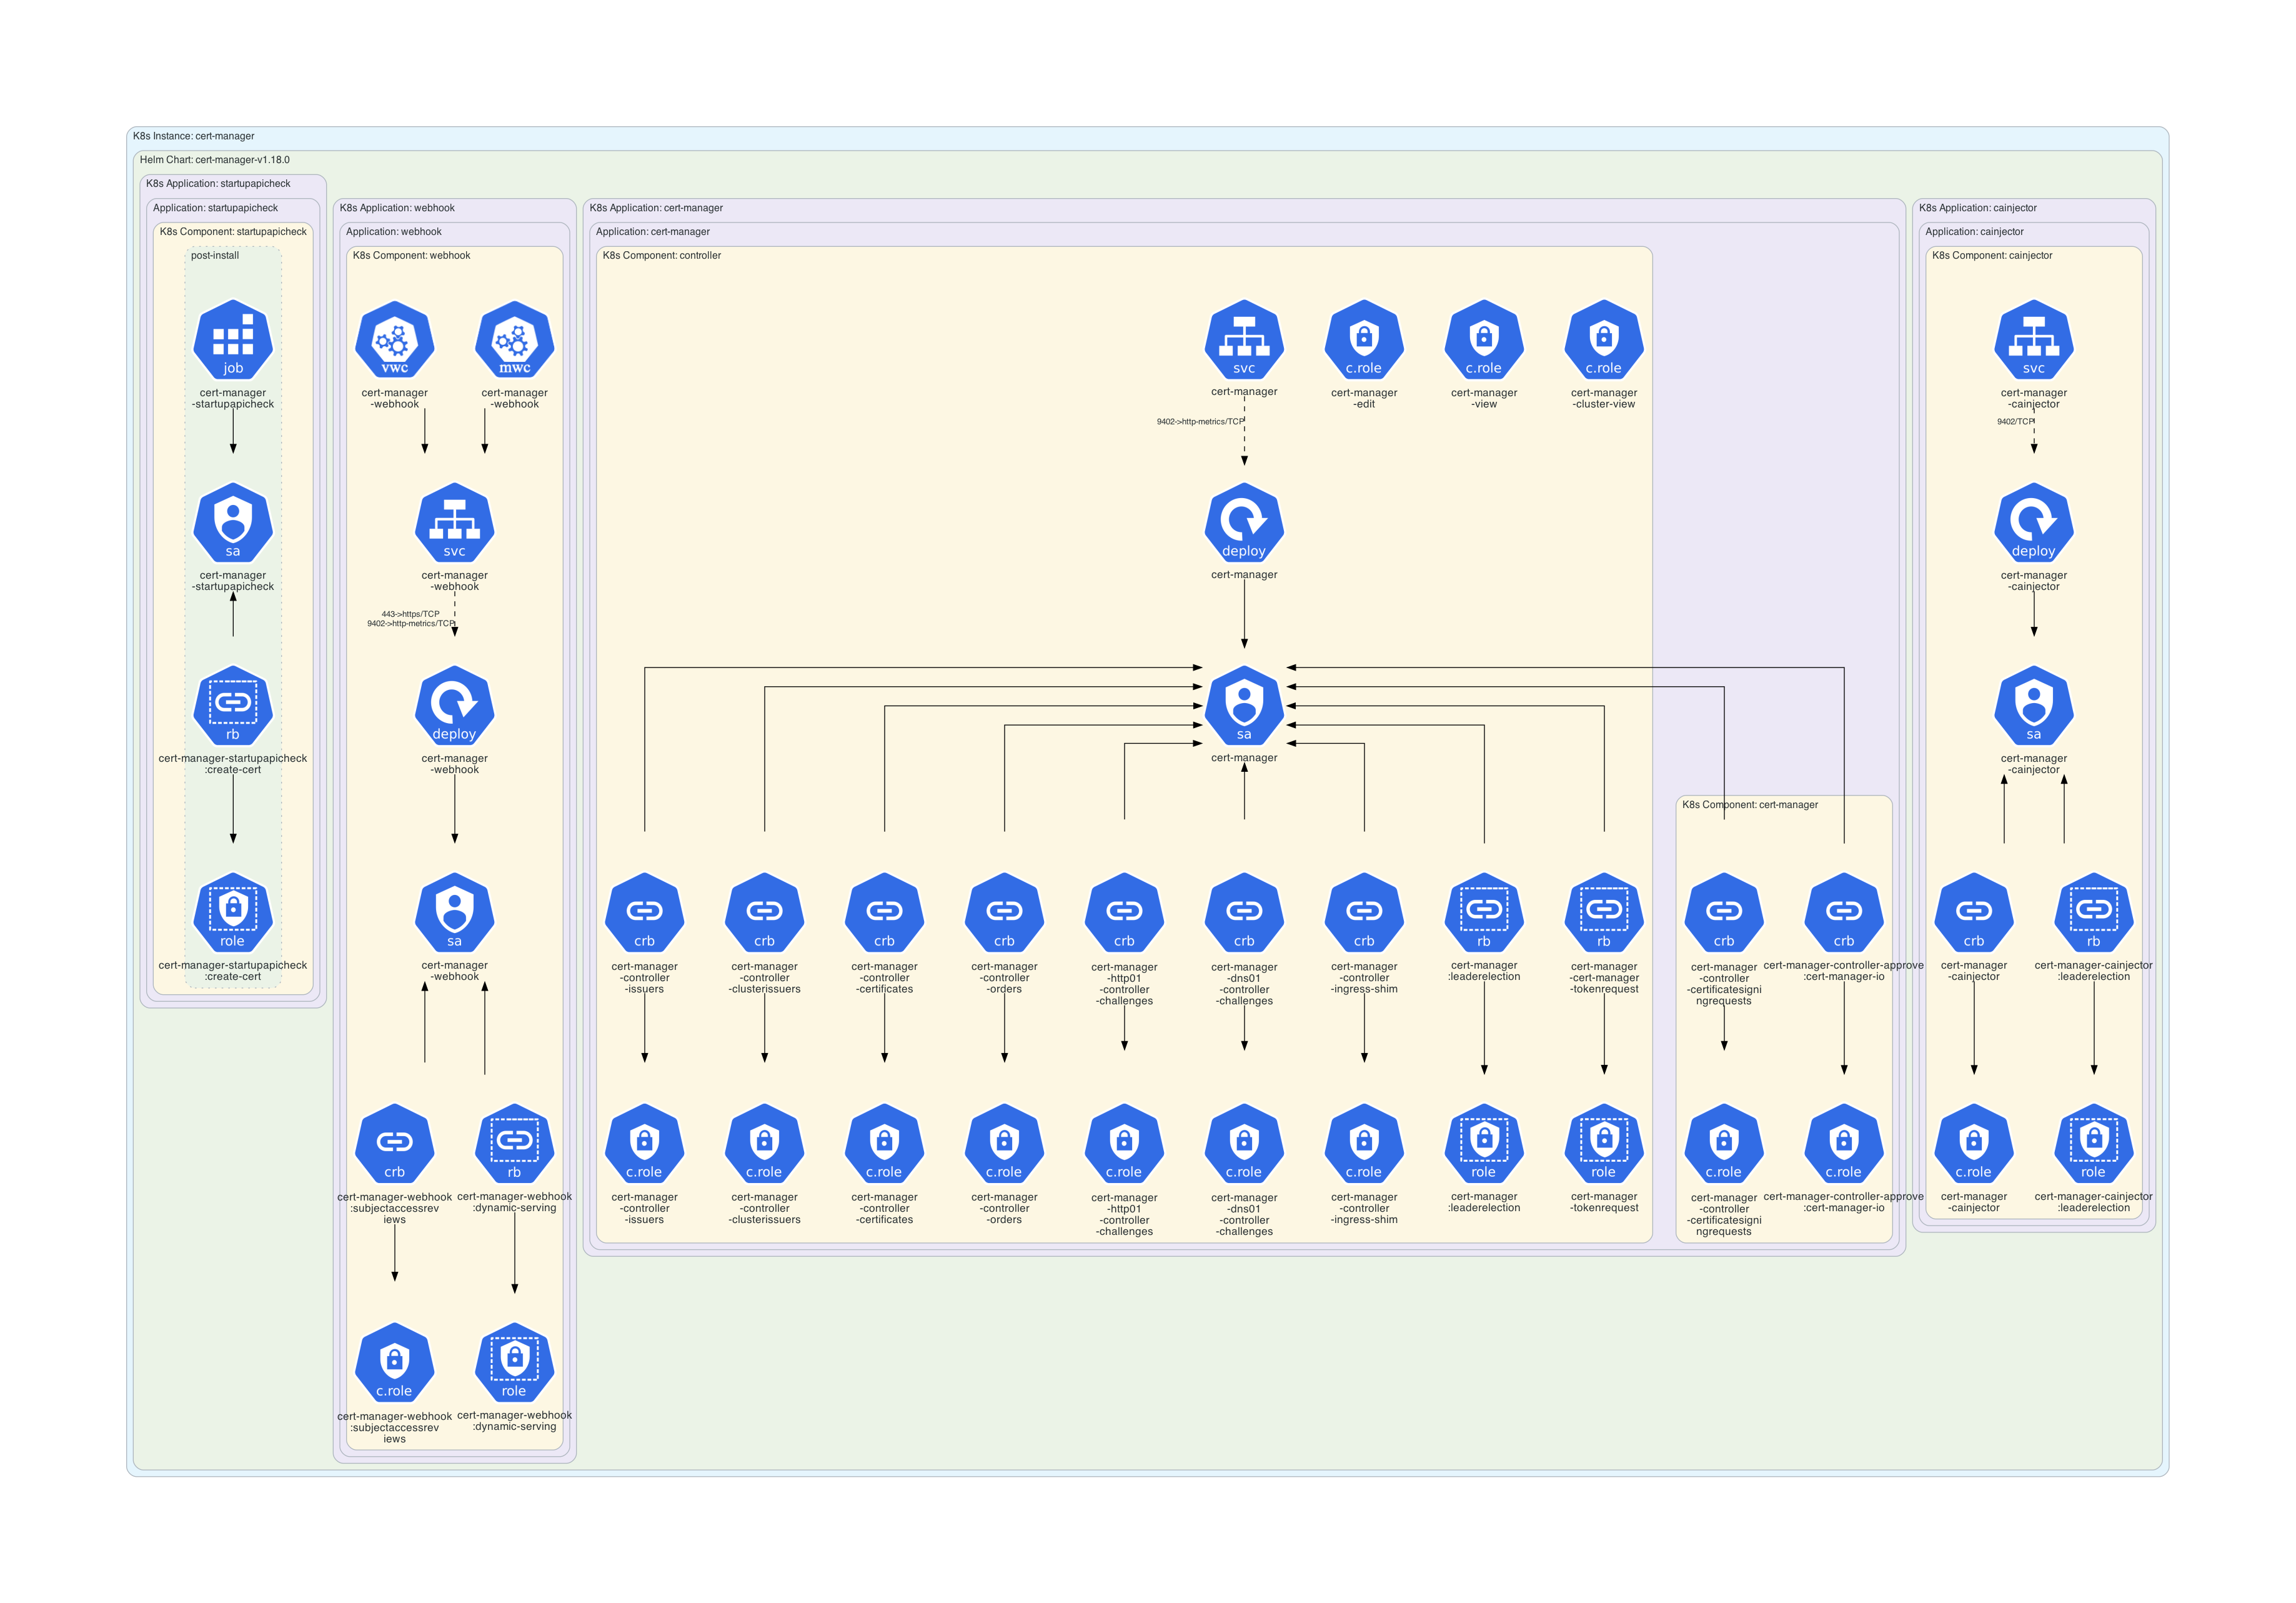 K8s Instance: cert-manager
Helm Chart: cert-manager-v1.18.0
K8s Application: startupapicheck
Application: startupapicheck
K8s Component: startupapicheck
post-install
job
cert-manager
-startupapicheck
sa
cert-manager
-startupapicheck
rb
cert-manager-startupapicheck
:create-cert
role
cert-manager-startupapicheck
:create-cert
K8s Application: webhook
Application: webhook
K8s Component: webhook
vwc
cert-manager
-webhook
mwc
cert-manager
-webhook
svc
cert-manager
-webhook
443->https/TCP
9402->http-metrics/TCP
deploy
cert-manager
-webhook
sa
cert-manager
-webhook
crb
cert-manager-webhook
:subjectaccessrev
iews
rb
cert-manager-webhook
:dynamic-serving
c.role
cert-manager-webhook
:subjectaccessrev
iews
role
cert-manager-webhook
:dynamic-serving
K8s Application: cert-manager
Application: cert-manager
K8s Component: controller
svc
cert-manager
c.role
cert-manager
-edit
c.role
cert-manager
-view
c.role
cert-manager
-cluster-view
9402->http-metrics/TCP
deploy
cert-manager
sa
cert-manager
crb
cert-manager
-controller
-issuers
crb
cert-manager
-controller
-clusterissuers
crb
cert-manager
-controller
-certificates
crb
cert-manager
-controller
-orders
crb
cert-manager
-http01
-controller
-challenges
crb
cert-manager
-dns01
-controller
-challenges
crb
cert-manager
-controller
-ingress-shim
rb
cert-manager
:leaderelection
rb
cert-manager
-cert-manager
-tokenrequest
c.role
cert-manager
-controller
-issuers
c.role
cert-manager
-controller
-clusterissuers
c.role
cert-manager
-controller
-certificates
c.role
cert-manager
-controller
-orders
c.role
cert-manager
-http01
-controller
-challenges
c.role
cert-manager
-dns01
-controller
-challenges
c.role
cert-manager
-controller
-ingress-shim
role
cert-manager
:leaderelection
role
cert-manager
-tokenrequest
K8s Component: cert-manager
crb
cert-manager
-controller
-certificatesigni
ngrequests
crb
cert-manager-controller-approve
:cert-manager-io
c.role
cert-manager
-controller
-certificatesigni
ngrequests
c.role
cert-manager-controller-approve
:cert-manager-io
K8s Application: cainjector
Application: cainjector
K8s Component: cainjector
svc
cert-manager
-cainjector
9402/TCP
deploy
cert-manager
-cainjector
sa
cert-manager
-cainjector
crb
cert-manager
-cainjector
rb
cert-manager-cainjector
:leaderelection
c.role
cert-manager
-cainjector
role
cert-manager-cainjector
:leaderelection